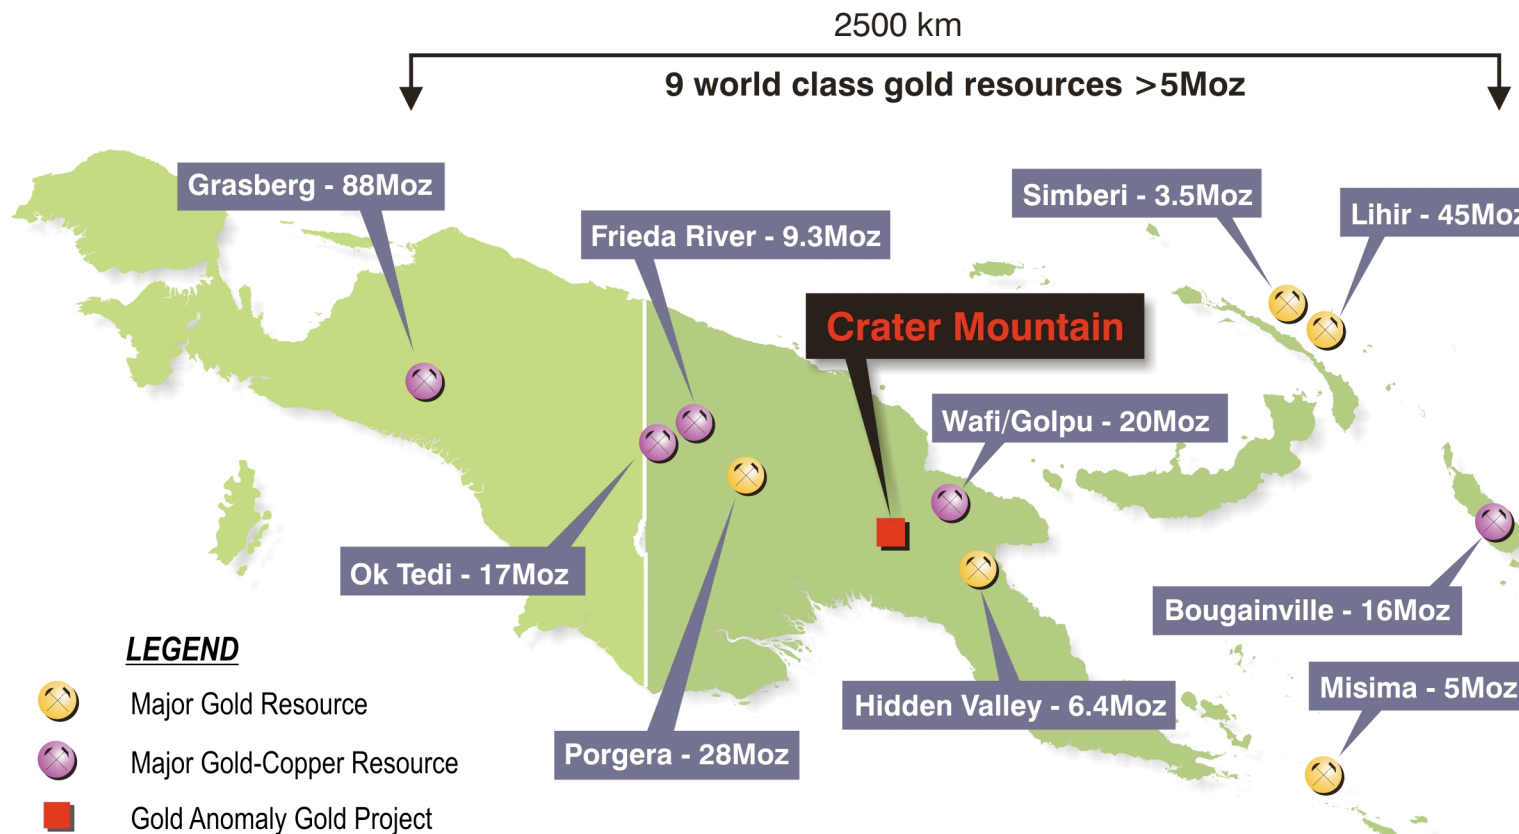 2500 km
9 world class gold resources >5Moz
Grasberg - 88Moz
Simberi - 3.5Moz
Lihir - 45Moz
Frieda River - 9.3Moz
Crater Mountain
Wafi/Golpu - 20Moz
Ok Tedi - 17Moz
Bougainville - 16Moz
Misima - 5Moz
Hidden Valley - 6.4Moz
Porgera - 28Moz
LEGEND
Major Gold Resource
Major Gold-Copper Resource
Gold Anomaly Gold Project